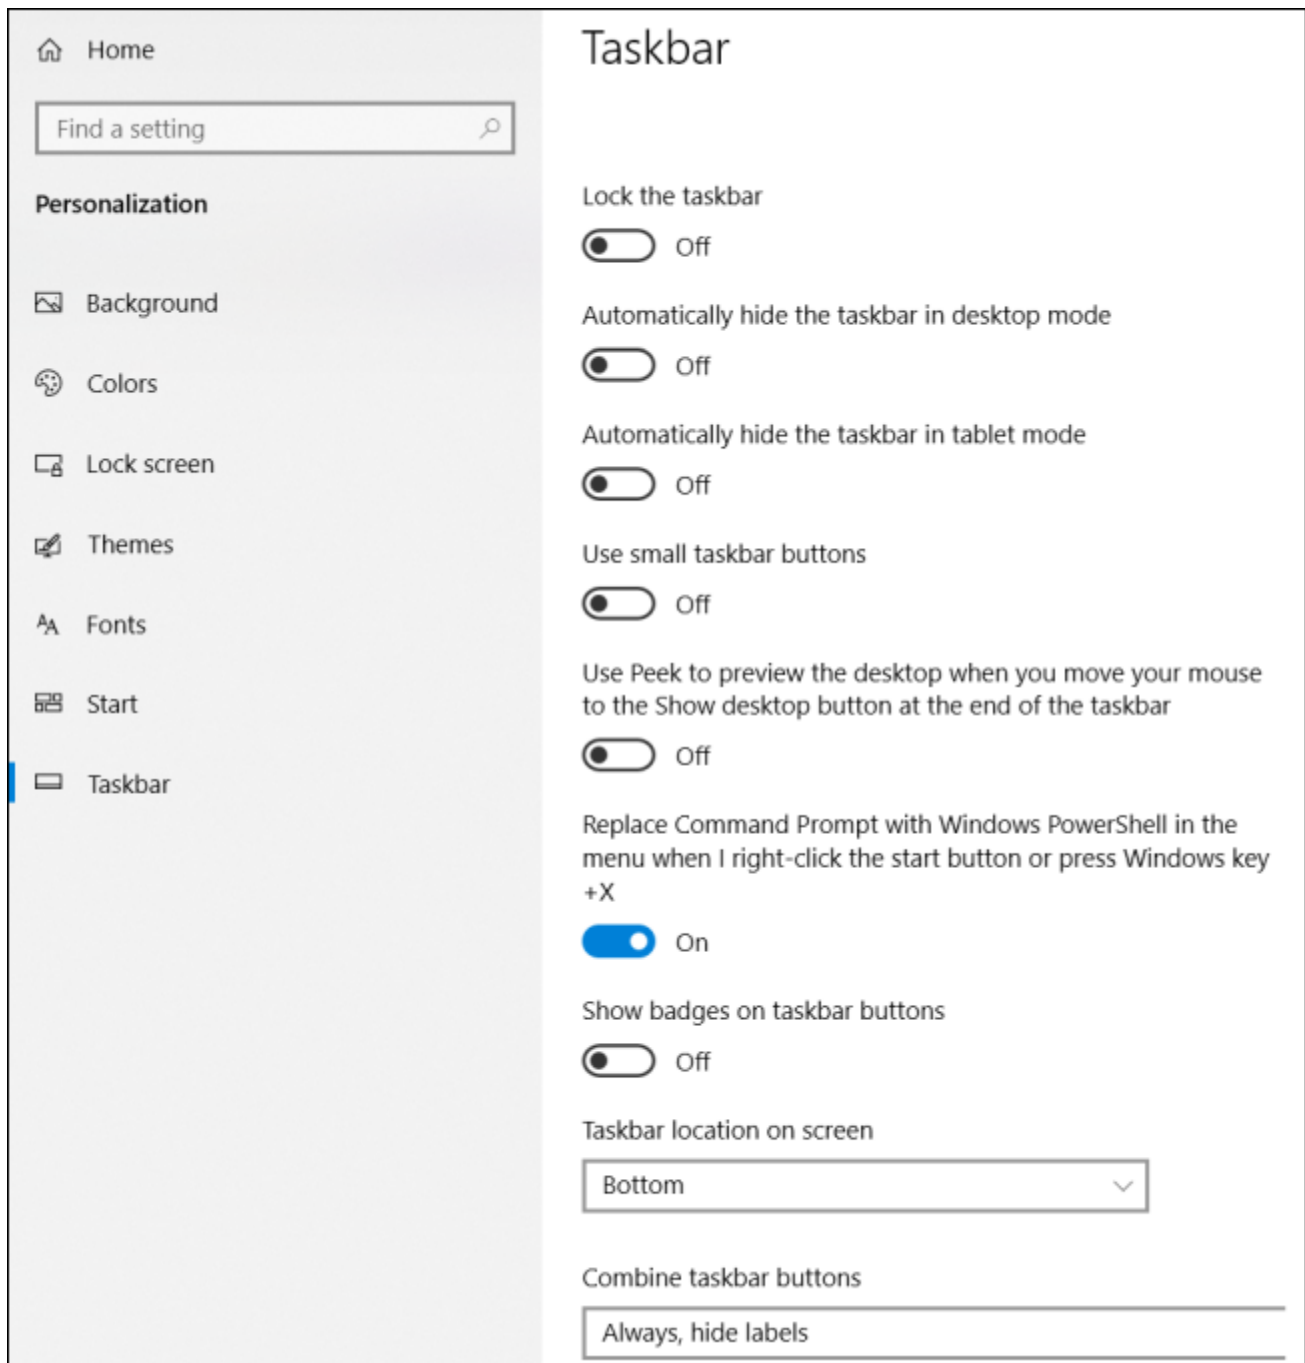 Home
Find a setting
Personalization
Background
Colors
Lock screen
Themes
Fonts
Start
Taskbar
Taskbar
Lock the taskbar
Off
Automatically hide the taskbar in desktop mode
Off
Automatically hide the taskbar in tablet mode
Off
Use small taskbar buttons
Off
Use Peek to preview the desktop when you move your mouse
to the Show desktop button at the end of the taskbar
Off
Replace Command Prompt with Windows PowerShell in the
menu when I right-click the start button or press Windows key
+X
On
Show badges on taskbar buttons
Off
Taskbar location on screen
Bottom
Combine taskbar buttons
Always, hide labels